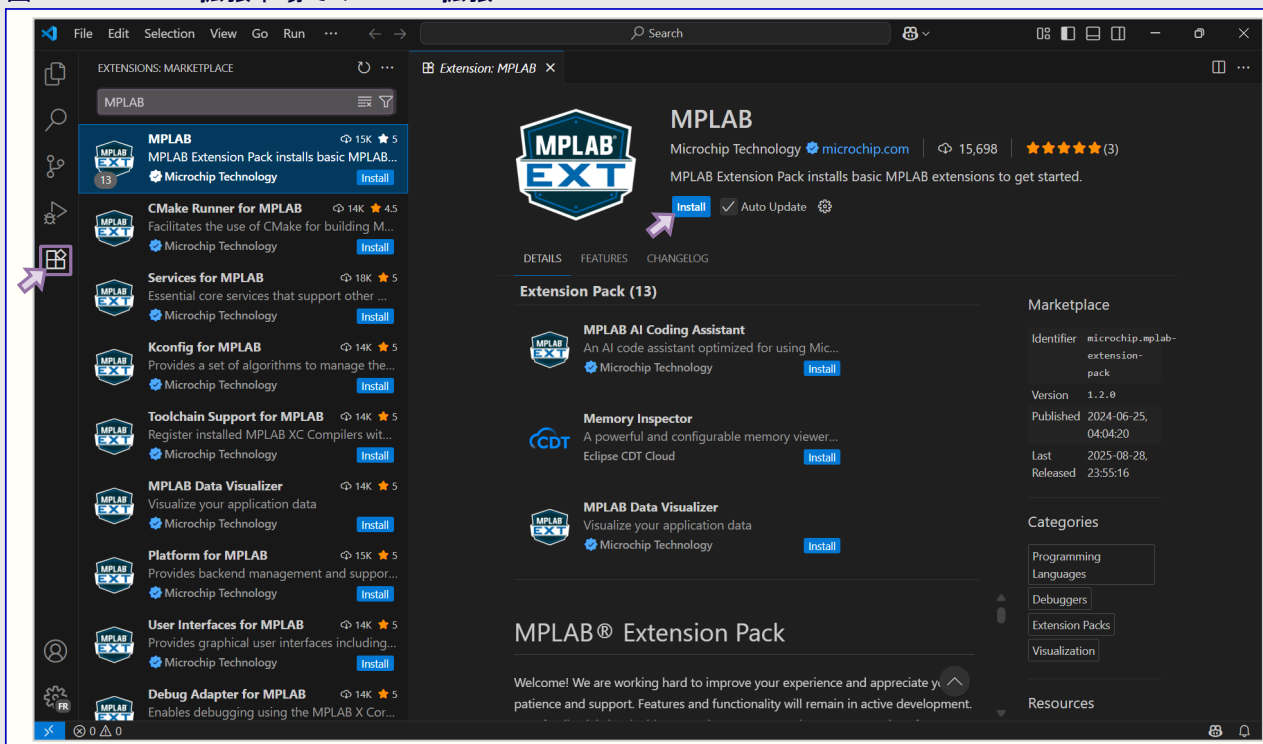 File Edit Selection View Go Run ··· Search
EXTENSIONS: MARKETPLACE
MPLAB
MPLAB 15K ★ 5
MPLAB Extension Pack installs basic MPLAB...
Microchip Technology Install
13
CMake Runner for MPLAB 14K ★ 4.5
Facilitates the use of CMake for building M...
Microchip Technology Install
Services for MPLAB 18K ★ 5
Essential core services that support other ...
Microchip Technology Install
Kconfig for MPLAB 14K ★ 5
Provides a set of algorithms to manage the...
Microchip Technology Install
Toolchain Support for MPLAB 14K ★ 5
Register installed MPLAB XC Compilers wit...
Microchip Technology Install
MPLAB Data Visualizer 14K ★ 5
Visualize your application data
Microchip Technology Install
Platform for MPLAB 15K ★ 5
Provides backend management and suppor...
Microchip Technology Install
User Interfaces for MPLAB 14K ★ 5
Provides graphical user interfaces including...
Microchip Technology Install
Debug Adapter for MPLAB 14K ★ 5
Enables debugging using the MPLAB X Cor...
FR
Extension: MPLAB
MPLAB EXT
MPLAB
Microchip Technology microchip.com 15,698 ★★★★★(3)
MPLAB Extension Pack installs basic MPLAB extensions to get started.
Install Auto Update
DETAILS FEATURES CHANGELOG
Extension Pack (13)
MPLAB AI Coding Assistant
An AI code assistant optimized for using Mic...
Microchip Technology Install
Memory Inspector
A powerful and configurable memory viewer...
Eclipse CDT Cloud Install
CDT
MPLAB Data Visualizer
Visualize your application data
Microchip Technology Install
MPLAB® Extension Pack
Welcome! We are working hard to improve your experience and appreciate
patience and support. Features and functionality will remain in active development.
Marketplace
Identifier microchip.mplab-
extension-
pack
Version 1.2.0
Published 2024-06-25,
04:04:20
Last 2025-08-28,
Released 23:55:16
Categories
Programming
Languages
Debuggers
Extension Packs
Visualization
Resources
0 0